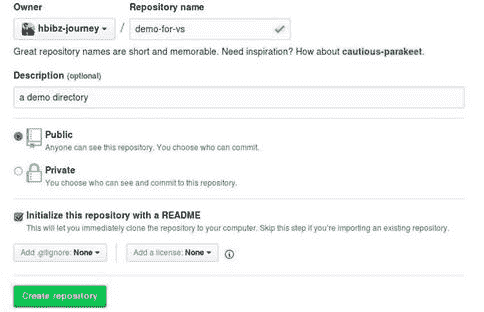 Owner Repository name
hbibz-journey / demo-for-vs
Great repository names are short and memorable. Need inspiration? How about cautious-parakeet.
Description (optional)
a demo directory
Public
Anyone can see this repository. You choose who can commit.
Private
You choose who can see and commit to this repository.
Initialize this repository with a README
This will let you immediately clone the repository to your computer. Skip this step if you're importing an existing repository.
Add .gitignore: None Add a license: None
Create repository